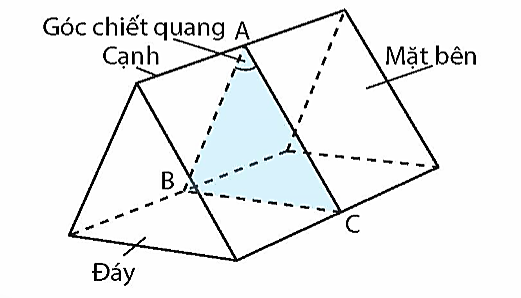 Góc chiết quang
A
Cạnh
Mặt bên
B
C
Đáy